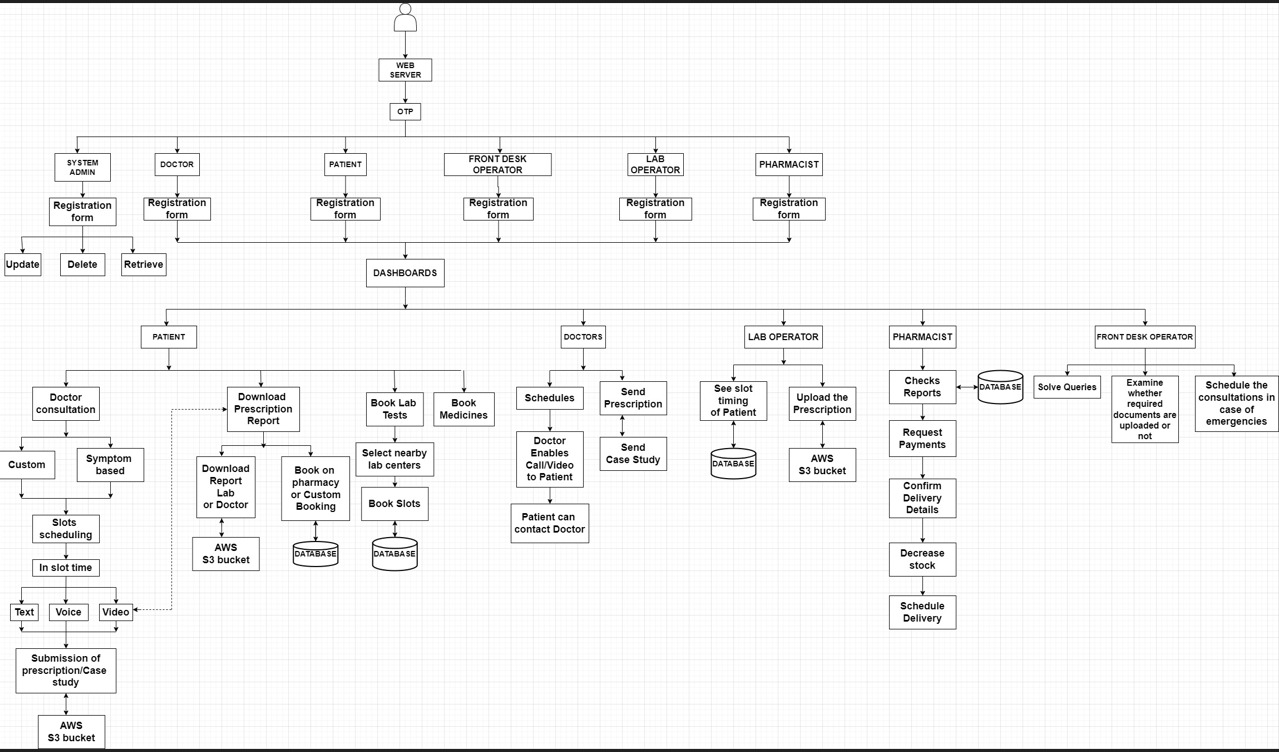 WEB
SERVER
OTP
SYSTEM
ADMIN
DOCTOR
PATIENT
FRONT DESK
OPERATOR
LAB
OPERATOR
PHARMACIST
Registration
form
Registration
form
Registration
form
Registration
form
Registration
form
Registration
form
Update
Delete
Retrieve
DASHBOARDS
PATIENT
DOCTORS
LAB OPERATOR
PHARMACIST
FRONT DESK OPERATOR
Doctor
consultation
Download
Prescription
Report
Book Lab
Tests
Book
Medicines
Custom
Symptom
based
Download
Report
Lab
or Doctor
Book on
pharmacy
or Custom
Booking
Select nearby
lab centers
Book Slots
Slots
scheduling
AWS
S3 bucket
DATABASE
DATABASE
In slot time
Text
Voice
Video
Submission of
prescription/Case
study
AWS
S3 bucket
Schedules
Send
Prescription
Doctor
Enables
Call/Video
to Patient
Send
Case Study
Patient can
contact Doctor
See slot
timing
of Patient
Upload the
Prescription
DATABASE
AWS
S3 bucket
Checks
Reports
DATABASE
Request
Payments
Confirm
Delivery
Details
Decrease
stock
Schedule
Delivery
Solve Queries
Examine
whether
required
documents are
uploaded or
not
Schedule the
consultations in
case of
emergencies